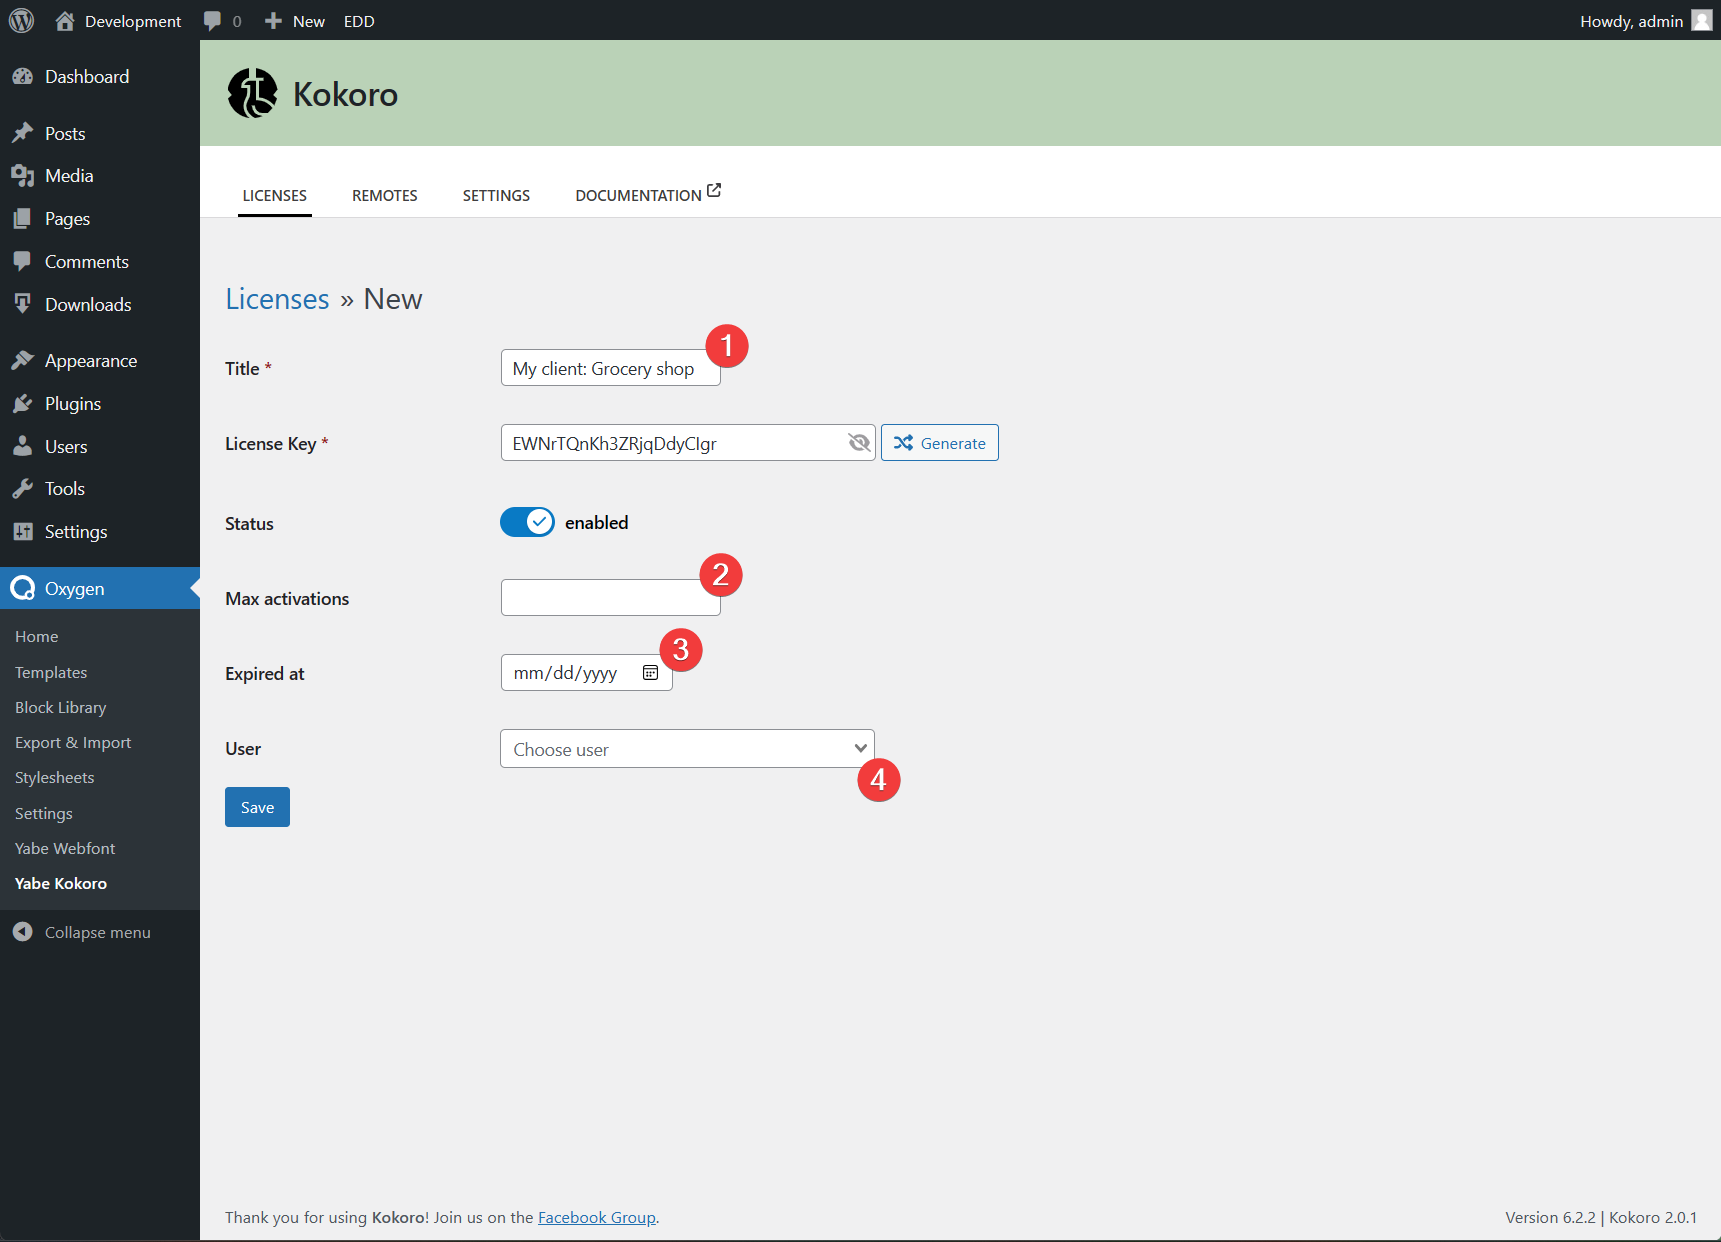 Development 0 New EDD Howdy, admin
Dashboard
Posts
Media
Pages
Comments
Downloads
Appearance
Plugins
Users
Tools
Settings
Oxygen
Home
Templates
Block Library
Export & Import
Stylesheets
Settings
Yabe Webfont
Yabe Kokoro
Collapse menu
Kokoro
LICENSES REMOTES SETTINGS DOCUMENTATION
Licenses » New
Title * My client: Grocery shop 1
License Key * EWNrTQnKh3ZRjqDdyCIgr Generate
Status enabled
Max activations 2
Expired at mm/dd/yyyy 3
User Choose user 4
Save
Thank you for using Kokoro! Join us on the Facebook Group. Version 6.2.2 | Kokoro 2.0.1